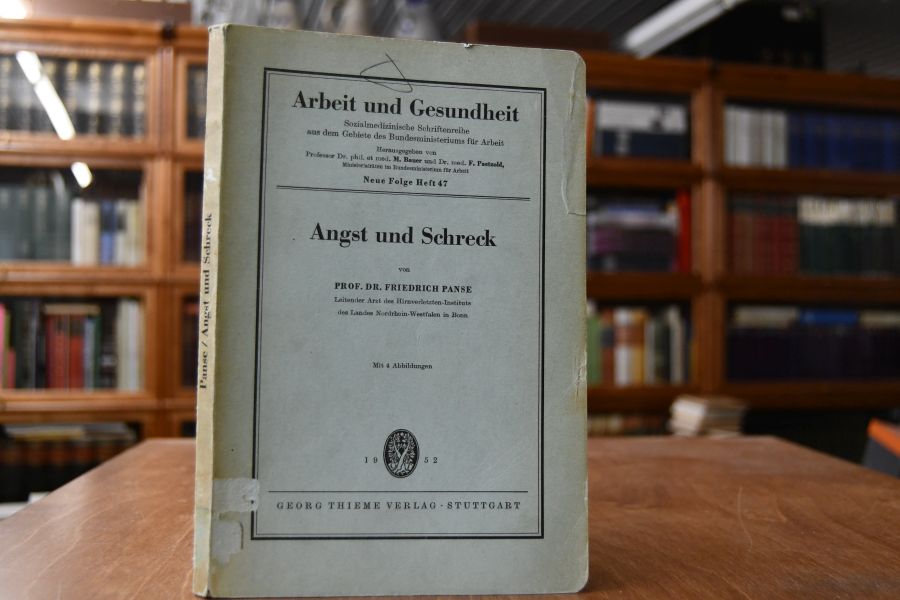 Arbeit und Gesundheit
Sozialmedizinische Schriftenreihe
aus dem Gebiete des Bundesministeriums für Arbeit
Herausgegeben von
Professor Dr. phil. et med. M. Bauer und Dr. med. F. Paetzold,
Ministerialräte im Bundesministerium für Arbeit
Neue Folge Heft 47
Angst und Schreck
von
PROF. DR. FRIEDRICH PANSE
Leitender Arzt des Hirnverletzten-Instituts
des Landes Nordrhein-Westfalen in Bonn
Mit 4 Abbildungen
1952
GEORG THIEME VERLAG · STUTTGART
Panse / Angst und Schreck